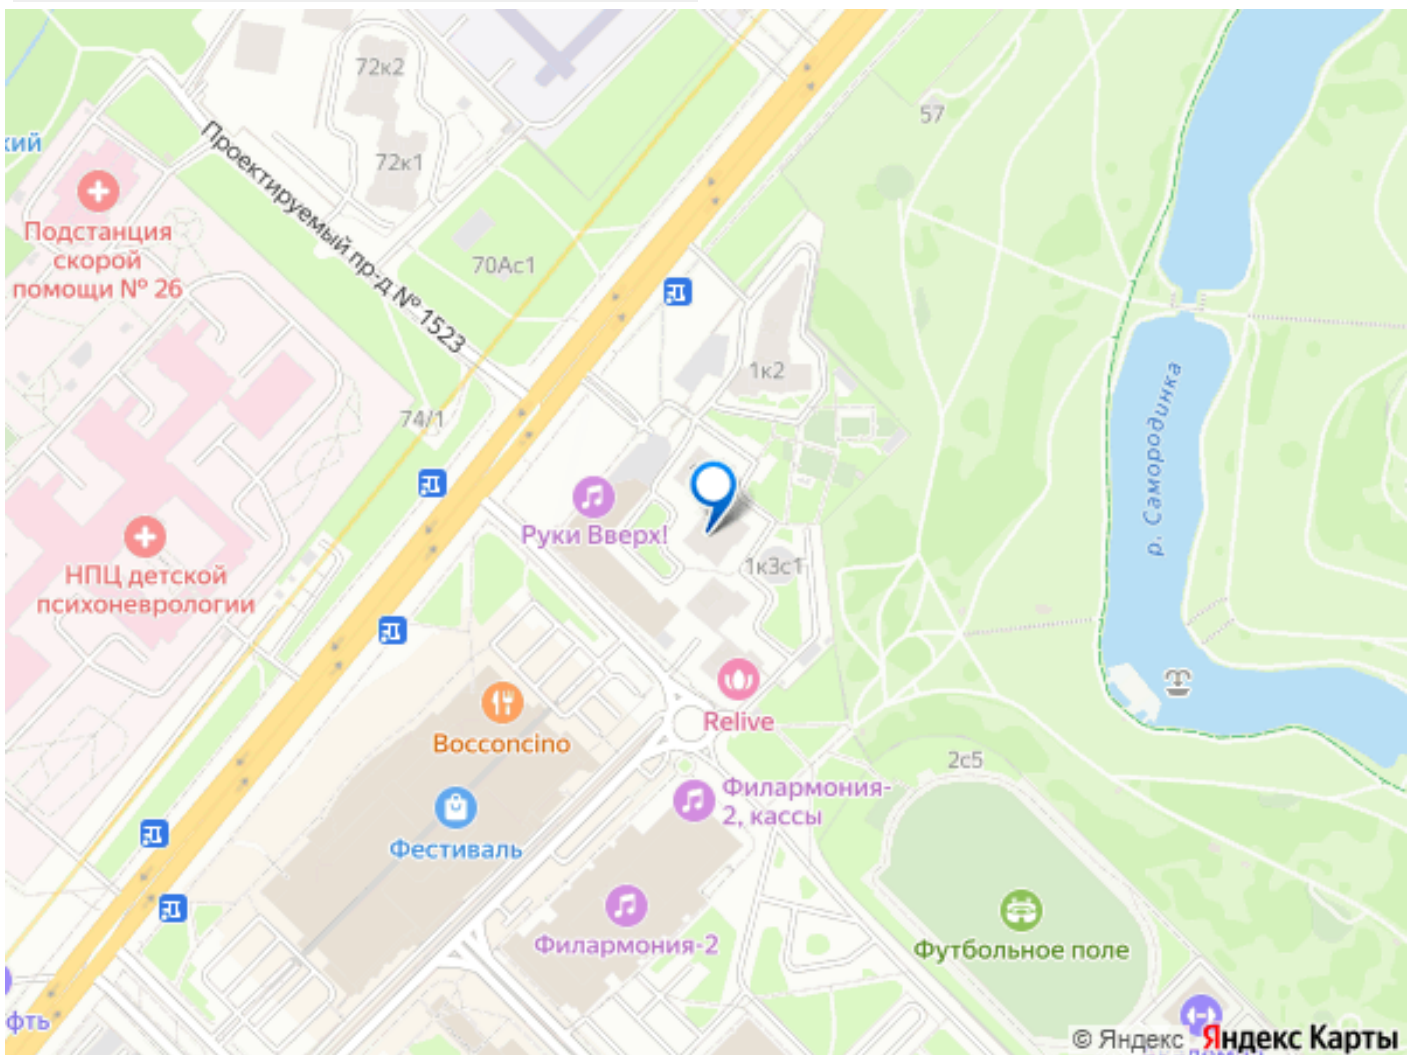 72к2
57
кий
Проектируемый пр-д № 1523
72к1
Подстанция
скорой
помощи № 26
70Ас1
1к2
р. Самородинка
74/1
Руки Вверх!
1к3с1
НПЦ детской
психоневрологии
Relive
Bocconcino
2с5
Филармония-
2, кассы
Фестиваль
Филармония-2
Футбольное поле
фть
© Яндекс Яндекс Карты